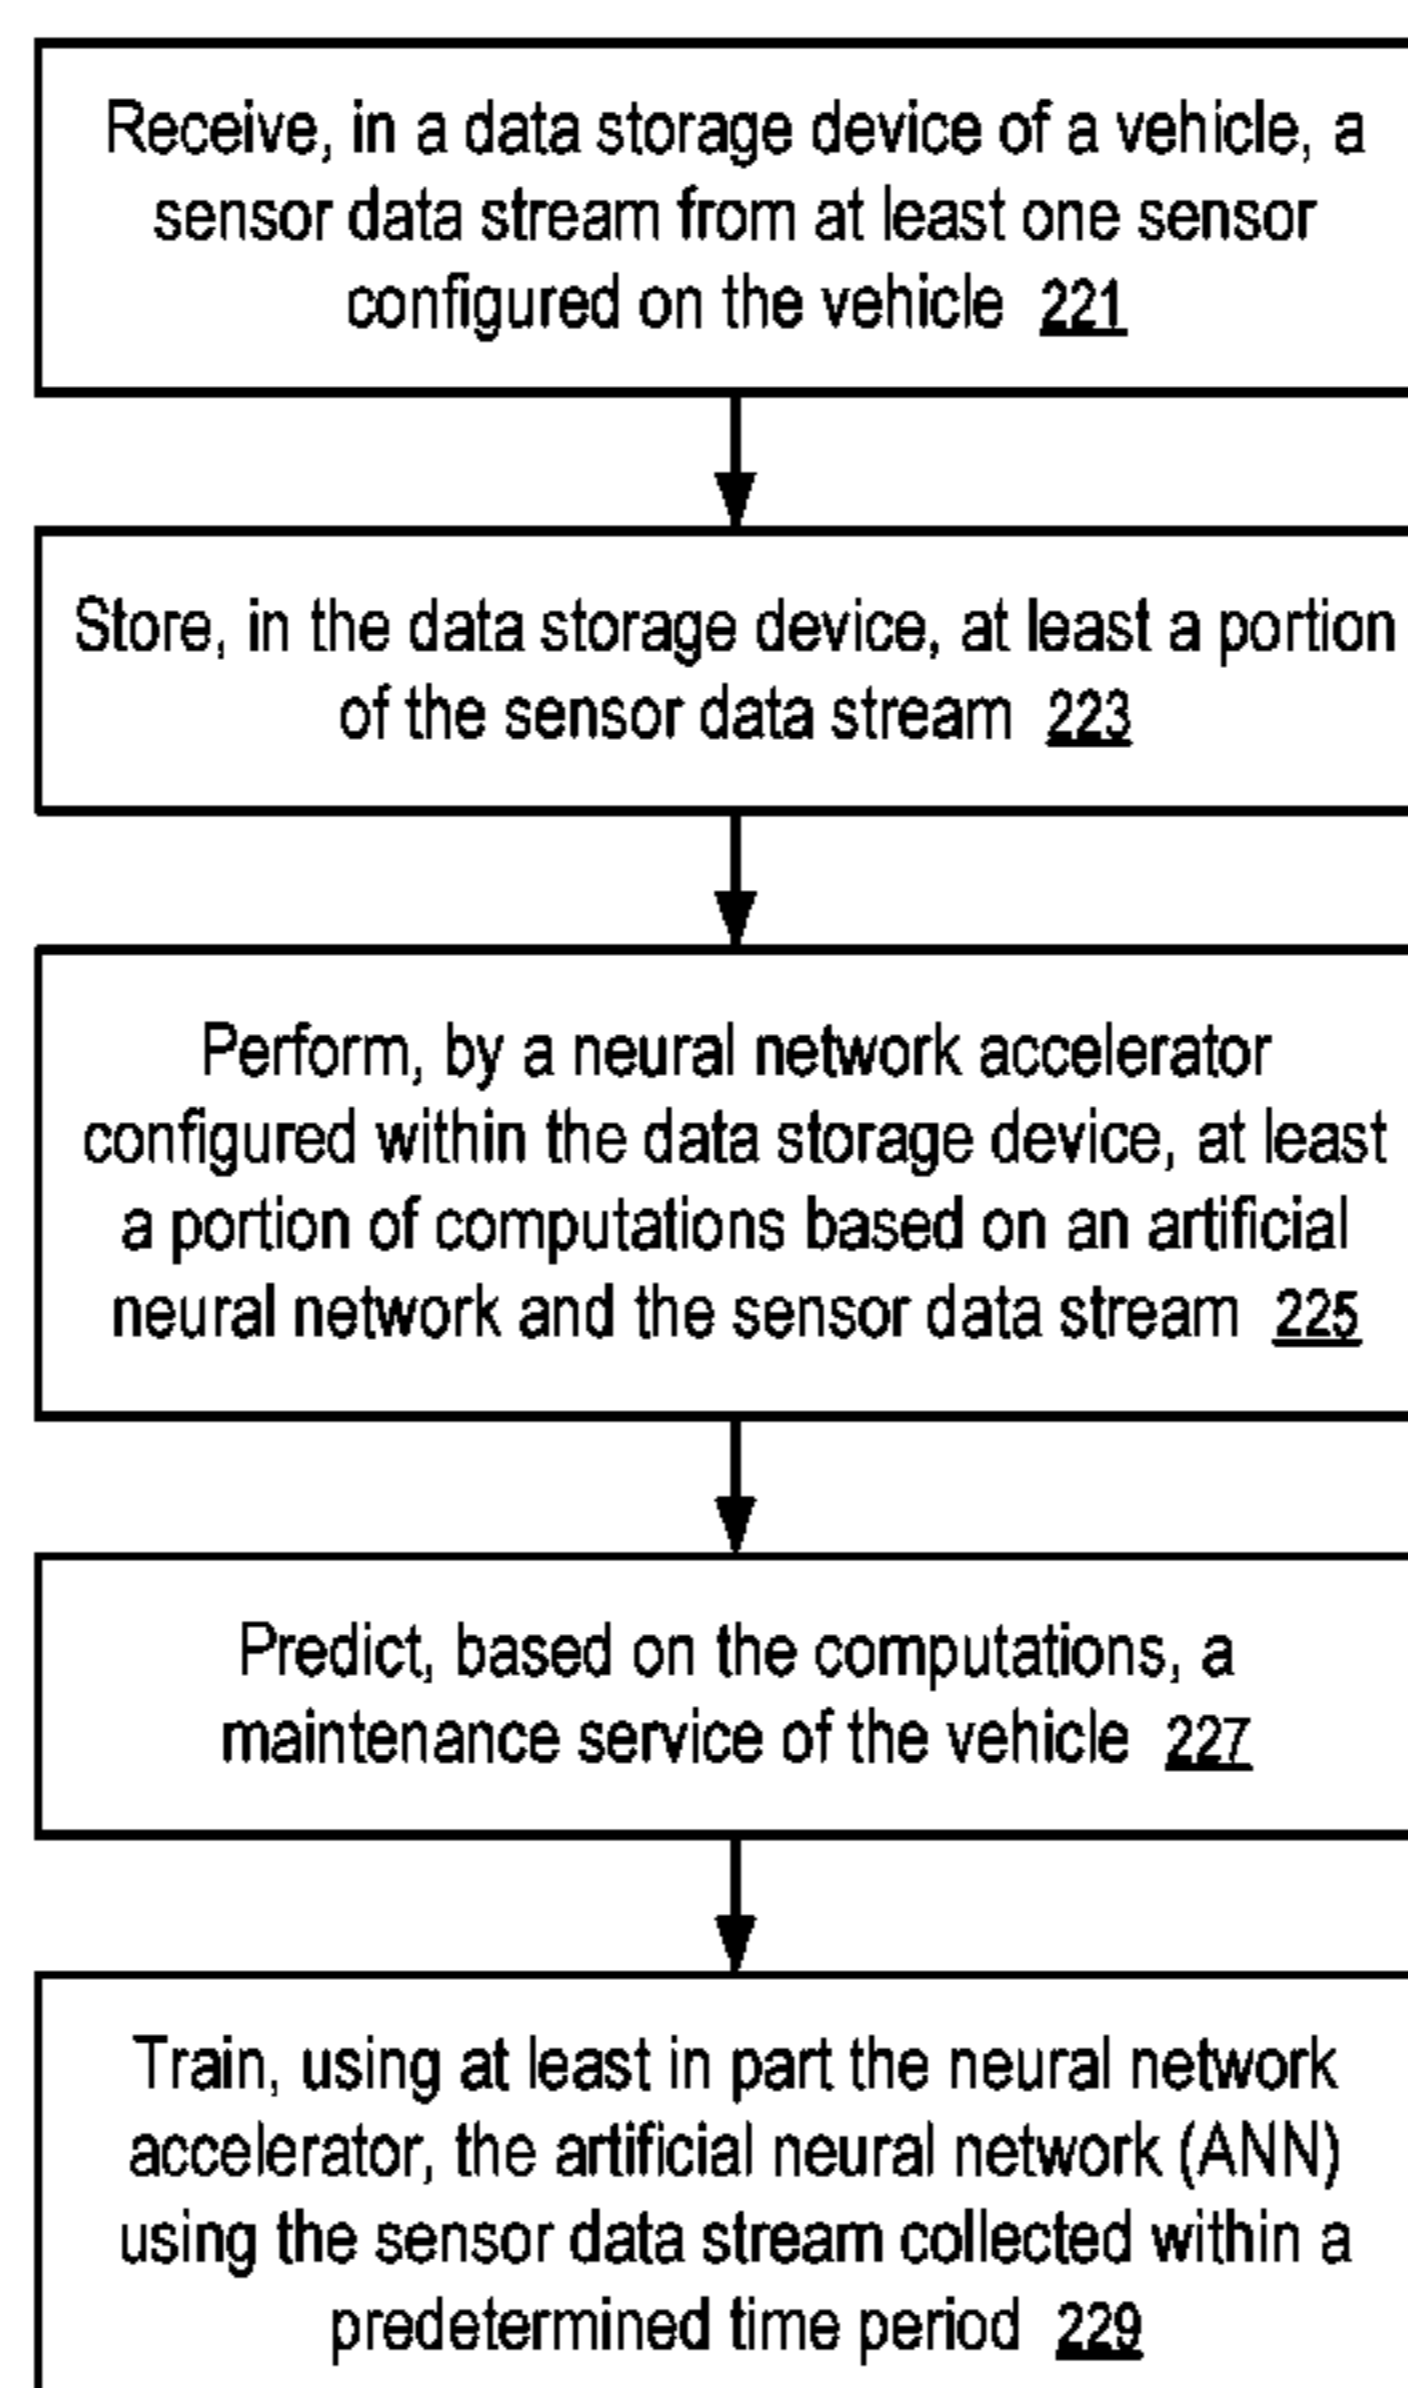 Receive, in a data storage device of a vehicle, a
sensor data stream from at least one sensor
configured on the vehicle 221
Store, in the data storage device, at least a portion
of the sensor data stream 223
Perform, by a neural network accelerator
configured within the data storage device, at least
a portion of computations based on an artificial
neural network and the sensor data stream 225
Predict, based on the computations, a
maintenance service of the vehicle 227
Train, using at least in part the neural network
accelerator, the artificial neural network (ANN)
using the sensor data stream collected within a
predetermined time period 229